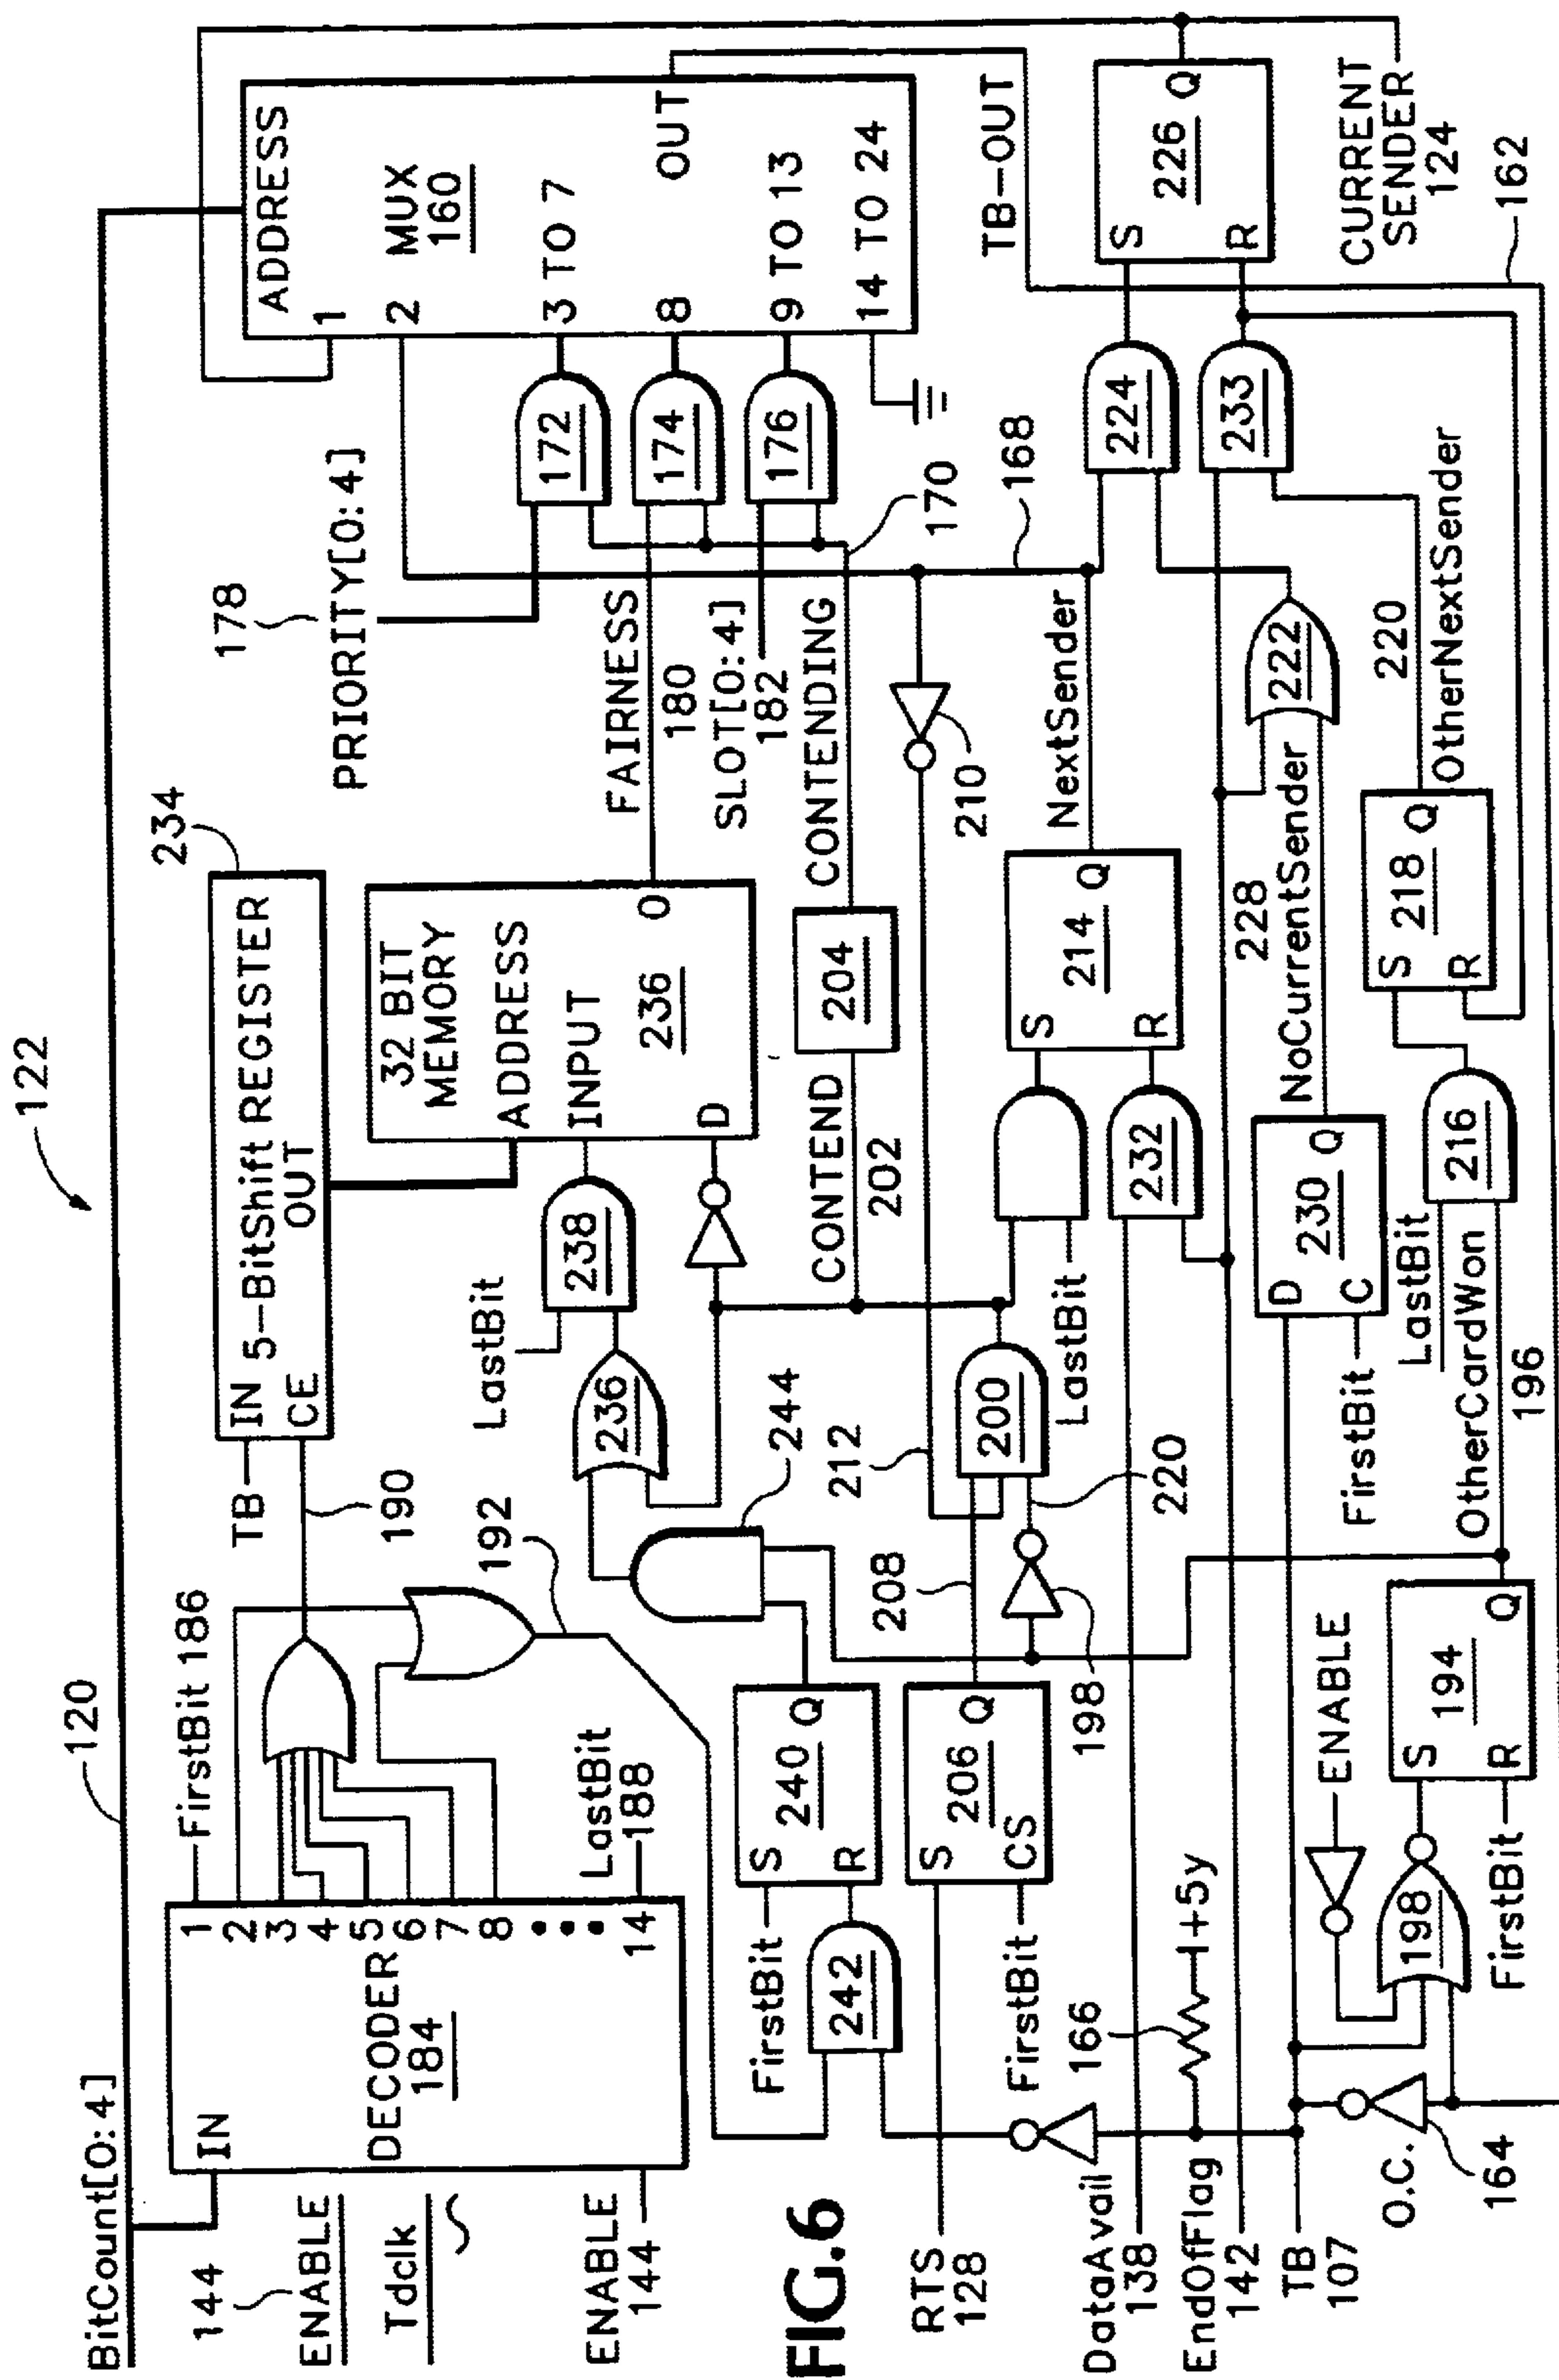 122
120
BitCount[0:4]
144
ENABLE
Tdclk
ENABLE
144
IN
DECODER
184
1
2
3
4
5
6
7
8
14
FirstBit 186
LastBit
188
TB
IN 5-BitShift REGISTER
CE
OUT
234
190
192
32 BIT
MEMORY
ADDRESS
INPUT
236
D
O
LastBit
238
236
244
FirstBit
S
240
Q
R
242
RTS
128
S
206
Q
CS
FirstBit
208
212
200
198
220
LastBit
CONTEND
202
204
CONTENDING
170
FAIRNESS
180
SLOT[0:4]
182
PRIORITY[0:4]
178
172
174
176
ADDRESS
MUX
160
1
2
3 TO 7
8
9 TO 13
14 TO 24
OUT
TB-OUT
168
210
NextSender
S
214
Q
R
232
DataAvail
138
EndOfFlag
142
TB
107
166
+5y
O.C.
164
198
ENABLE
FirstBit
S
194
Q
R
OtherCardWon
196
LastBit
216
FirstBit
D
230
Q
C
NoCurrentSender
228
222
S
218
Q
R
OtherNextSender
220
224
233
S
226
Q
R
CURRENT
SENDER
124
162
FIG.6